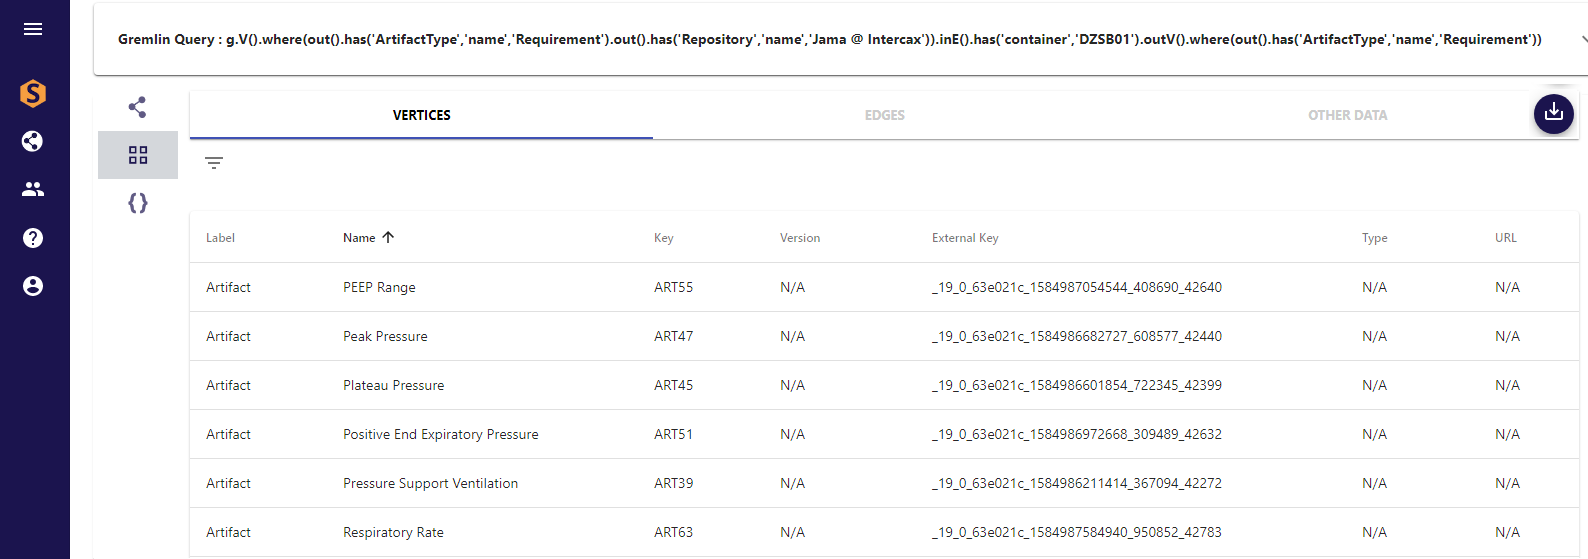 Gremlin Query : g.V().where(out().has('ArtifactType','name','Requirement').out().has('Repository','name','Jama @ Intercax')).inE().has('container','DZSB01').outV().where(out().has('ArtifactType','name','Requirement'))
S
VERTICES EDGES OTHER DATA
Label Name Key Version External Key Type URL
Artifact PEEP Range ART55 N/A _19_0_63e021c_1584987054544_408690_42640 N/A N/A
Artifact Peak Pressure ART47 N/A _19_0_63e021c_1584986682727_608577_42440 N/A N/A
Artifact Plateau Pressure ART45 N/A _19_0_63e021c_1584986601854_722345_42399 N/A N/A
Artifact Positive End Expiratory Pressure ART51 N/A _19_0_63e021c_1584986972668_309489_42632 N/A N/A
Artifact Pressure Support Ventilation ART39 N/A _19_0_63e021c_1584986211414_367094_42272 N/A N/A
Artifact Respiratory Rate ART63 N/A _19_0_63e021c_1584987584940_950852_42783 N/A N/A